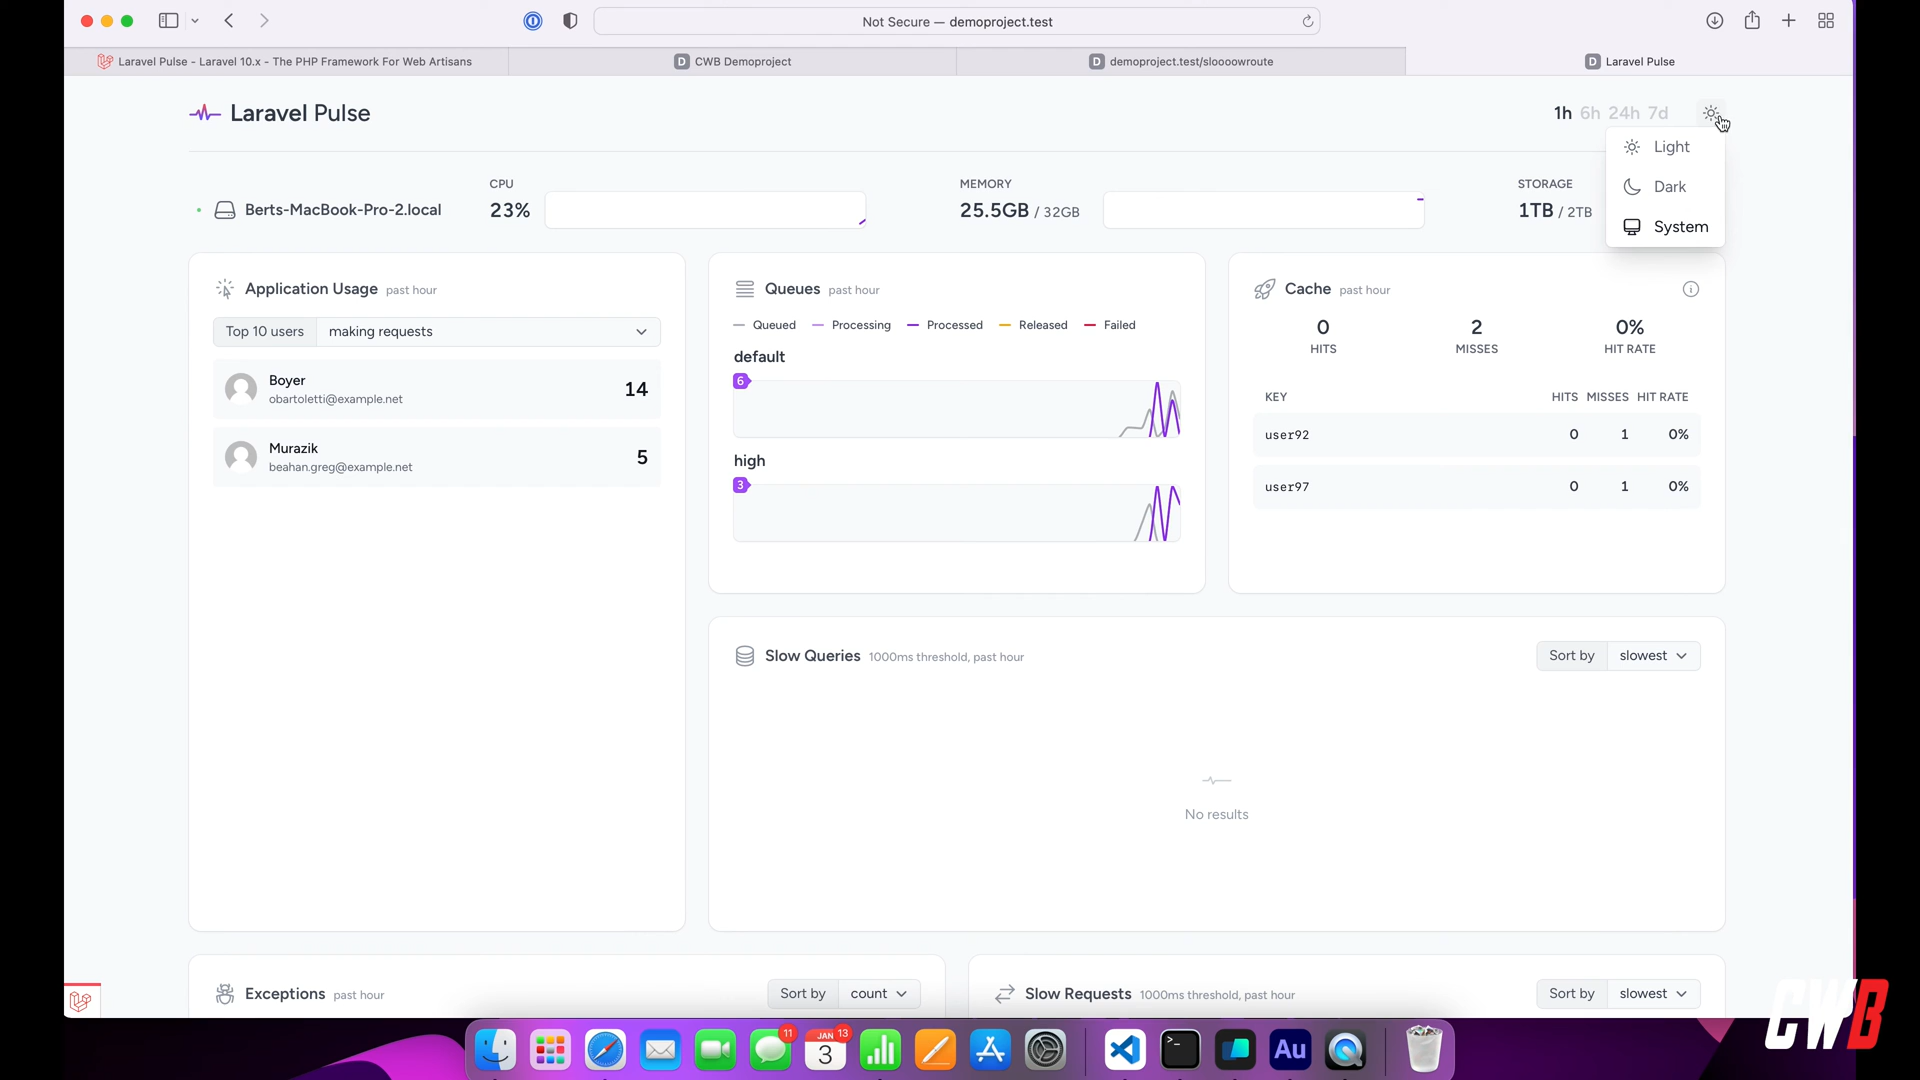 Not Secure — demoproject.test
Laravel Pulse - Laravel 10.x - The PHP Framework For Web Artisans
D CWB Demoproject
D demoproject.test/sloooowroute
D Laravel Pulse
Laravel Pulse
1h 6h 24h 7d
Light
Dark
System
Berts-MacBook-Pro-2.local
CPU
23%
MEMORY
25.5GB / 32GB
STORAGE
1TB / 2TB
Application Usage past hour
Top 10 users making requests
Boyer
obartoletti@example.net
14
Murazik
beahan.greg@example.net
5
Queues past hour
Queued Processing Processed Released Failed
default
6
high
3
Cache past hour
0 2 0%
HITS MISSES HIT RATE
KEY HITS MISSES HIT RATE
user92 0 1 0%
user97 0 1 0%
Slow Queries 1000ms threshold, past hour
Sort by slowest
No results
Exceptions past hour
Sort by count
Slow Requests 1000ms threshold, past hour
Sort by slowest
CWB
11
JAN 13
3
>_
Au